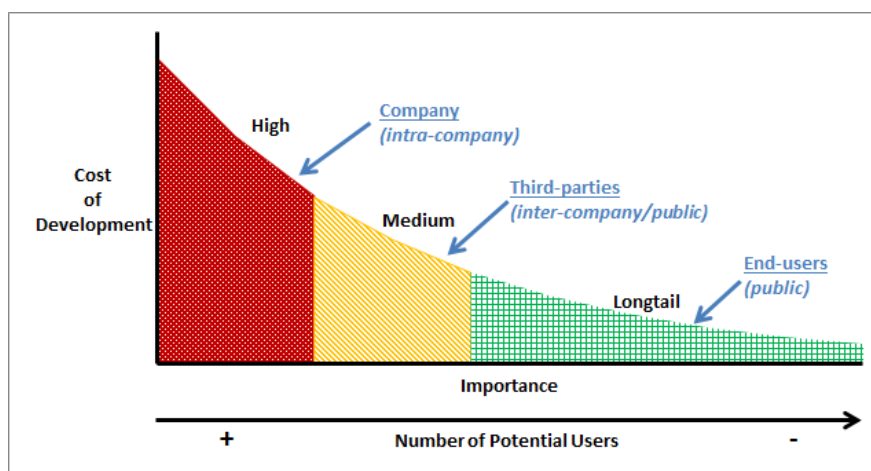 Company
(intra-company)
High
Cost
of
Development
Third-parties
(inter-company/public)
Medium
End-users
(public)
Longtail
Importance
+
Number of Potential Users
-